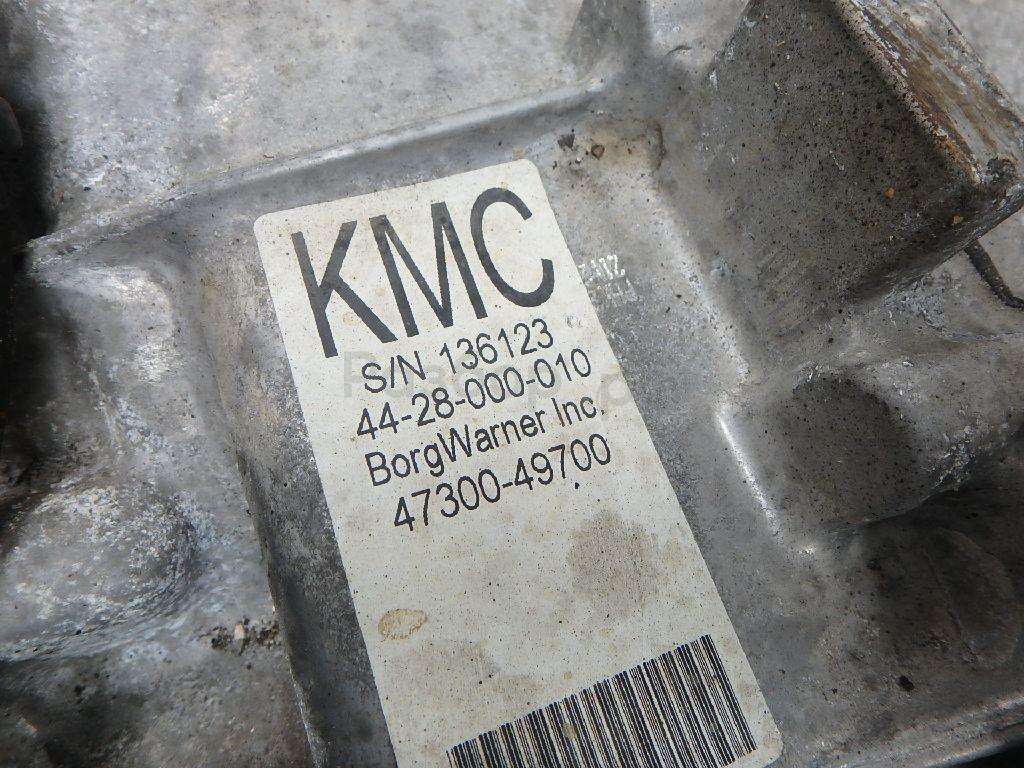 KMC
S/N 136123
44-28-000-010
BorgWarner Inc.
47300-49700